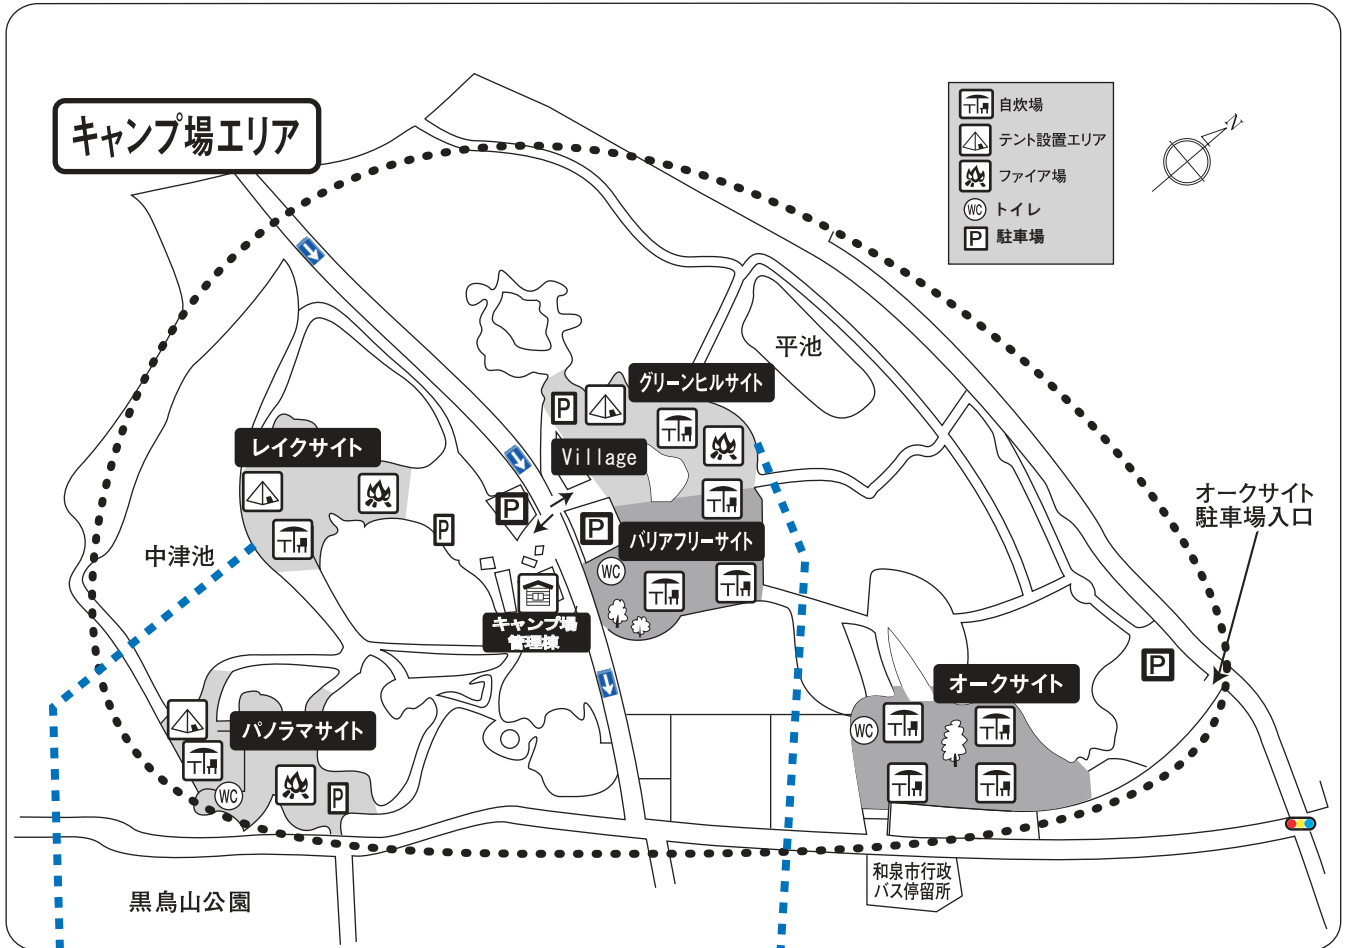 キャンプ場エリア
自炊場
テント設置エリア
ファイア場
WC トイレ
P 駐車場
N
平池
グリーンヒルサイト
P
レイクサイト
Village
P
P
P
オークサイト
駐車場入口
バリアフリーサイト
中津池
WC
キャンプ場
管理棟
P
オークサイト
パノラマサイト
WC
WC
P
黒鳥山公園
和泉市行政
バス停留所